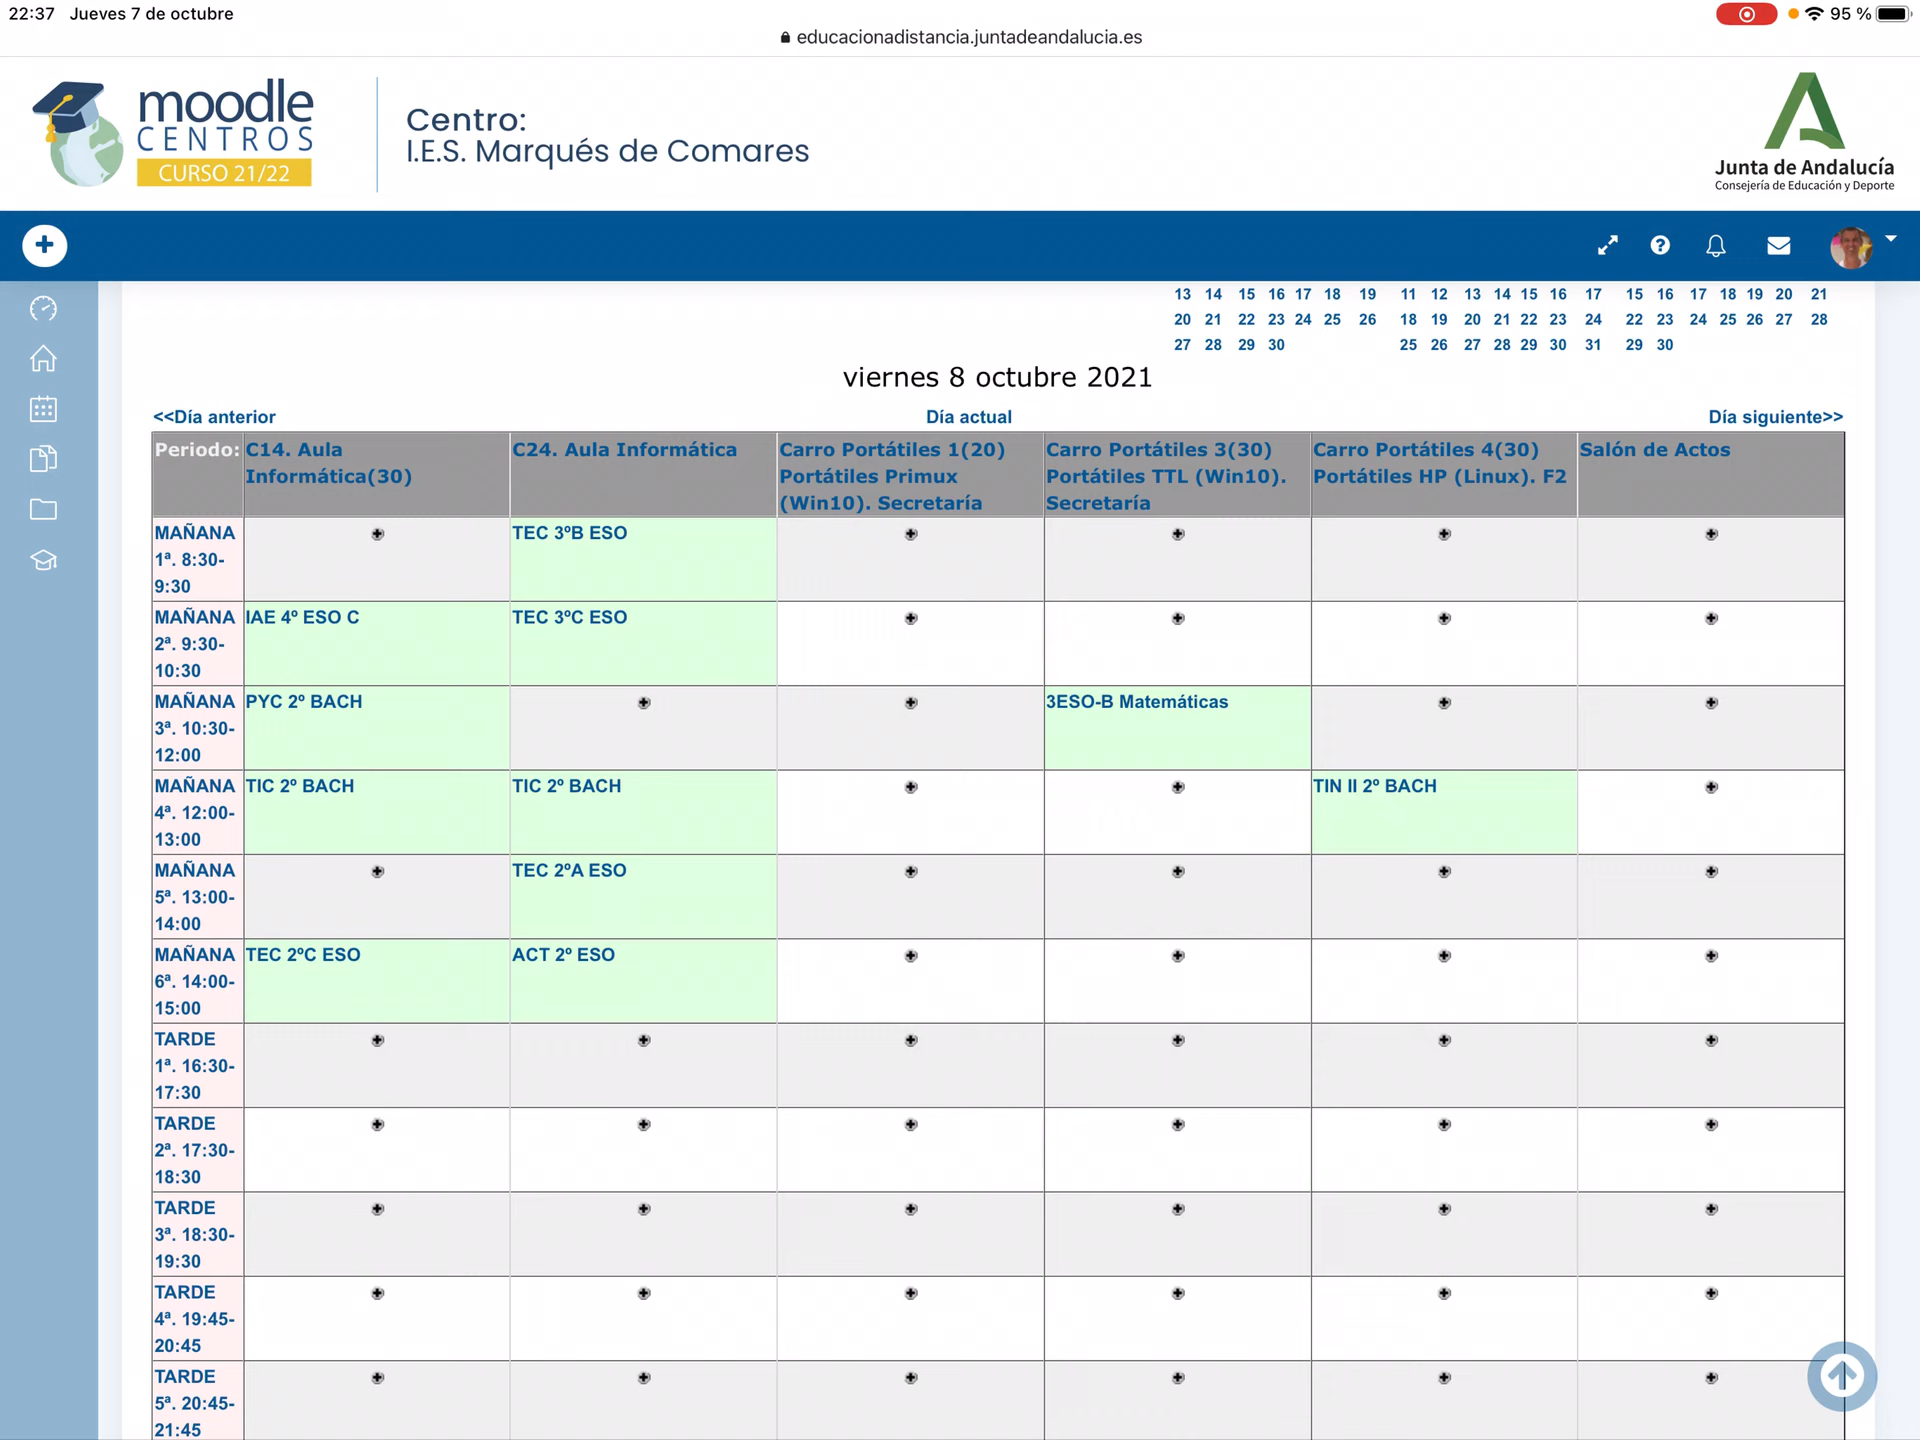 22:37 Jueves 7 de octubre
95 %
educacionadistancia.juntadeandalucia.es
moodle
CENTROS
CURSO 21/22
Centro:
I.E.S. Marqués de Comares
Junta de Andalucía
Consejería de Educación y Deporte
13 14 15 16 17 18 19 11 12 13 14 15 16 17 15 16 17 18 19 20 21
20 21 22 23 24 25 26 18 19 20 21 22 23 24 22 23 24 25 26 27 28
27 28 29 30 25 26 27 28 29 30 31 29 30
viernes 8 octubre 2021
<<Día anterior Día actual Día siguiente>>
Periodo:
C14. Aula
Informática(30)
C24. Aula Informática
Carro Portátiles 1(20)
Portátiles Primux
(Win10). Secretaría
Carro Portátiles 3(30)
Portátiles TTL (Win10).
Secretaría
Carro Portátiles 4(30)
Portátiles HP (Linux). F2
Salón de Actos
MAÑANA
1ª. 8:30-
9:30
TEC 3ºB ESO
MAÑANA
2ª. 9:30-
10:30
IAE 4º ESO C
TEC 3ºC ESO
MAÑANA
3ª. 10:30-
12:00
PYC 2º BACH
3ESO-B Matemáticas
MAÑANA
4ª. 12:00-
13:00
TIC 2º BACH
TIC 2º BACH
TIN II 2º BACH
MAÑANA
5ª. 13:00-
14:00
TEC 2ºA ESO
MAÑANA
6ª. 14:00-
15:00
TEC 2ºC ESO
ACT 2º ESO
TARDE
1ª. 16:30-
17:30
TARDE
2ª. 17:30-
18:30
TARDE
3ª. 18:30-
19:30
TARDE
4ª. 19:45-
20:45
TARDE
5ª. 20:45-
21:45